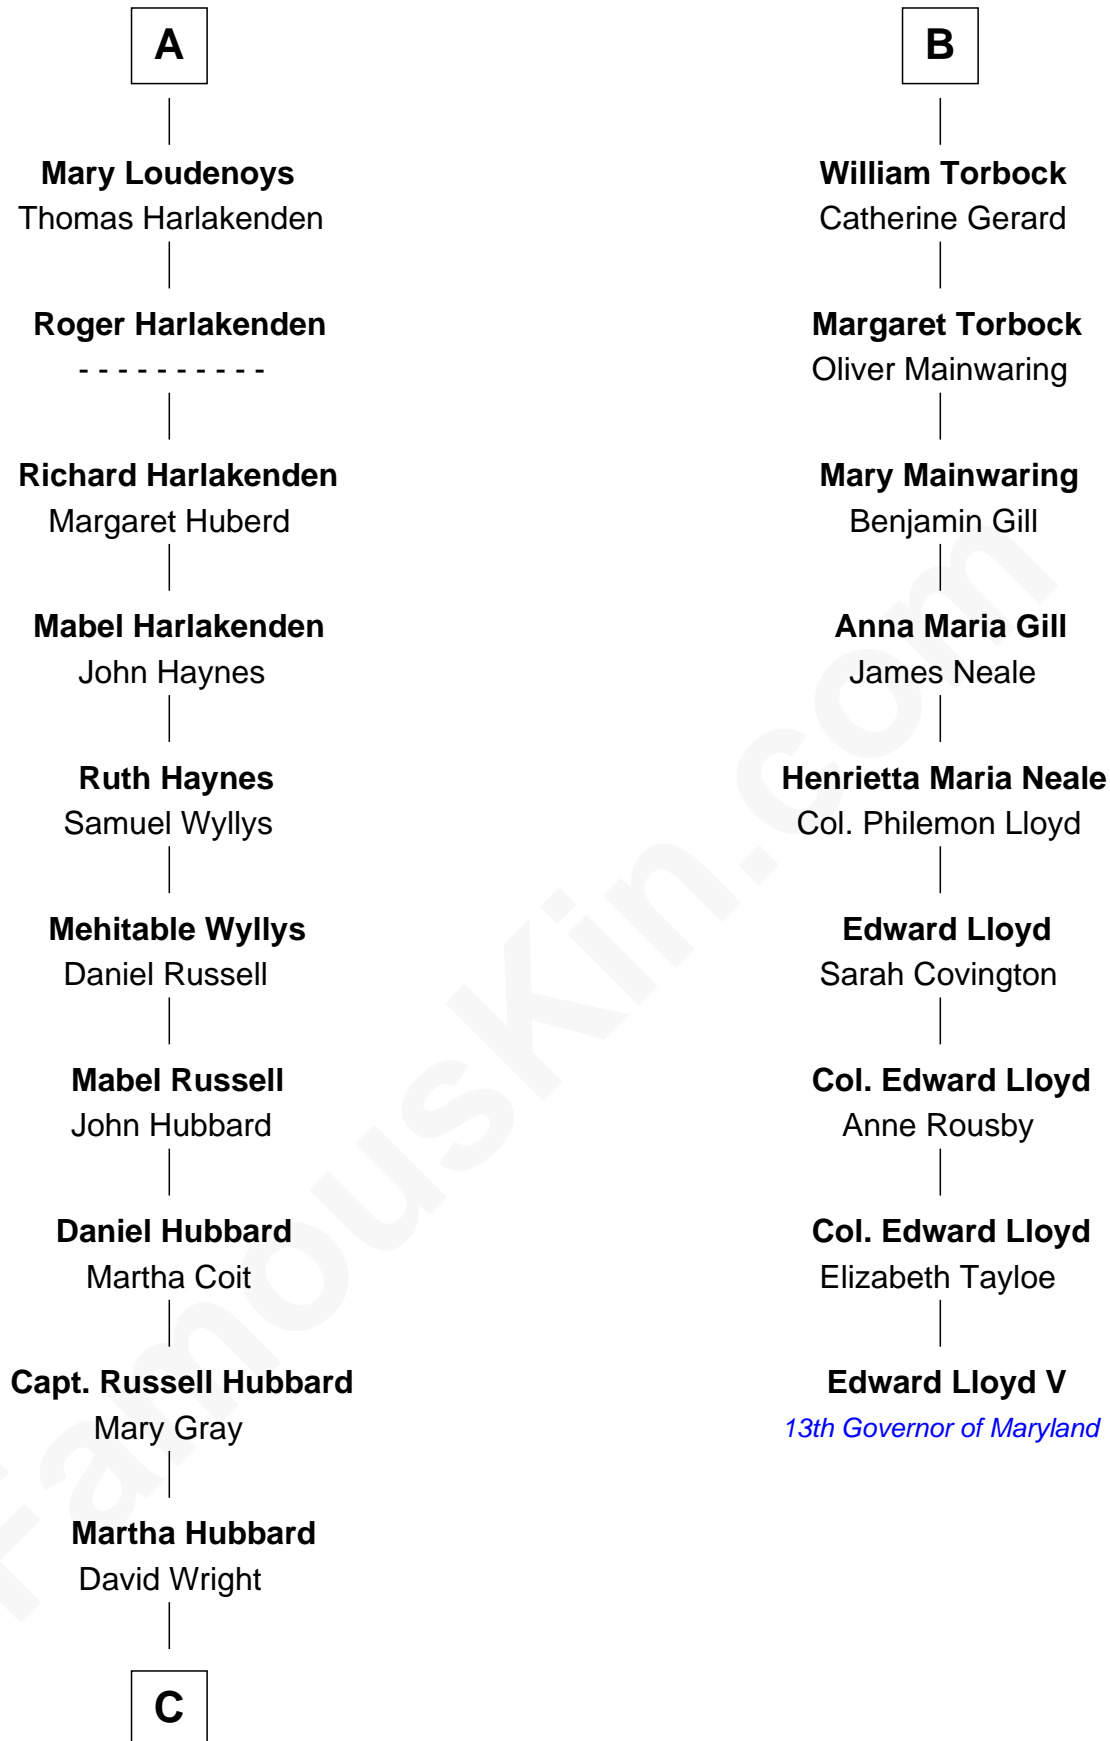 A
Mary Loudenoys
Thomas Harlakenden
Roger Harlakenden
- - - - - - - - - -
Richard Harlakenden
Margaret Huberd
Mabel Harlakenden
John Haynes
Ruth Haynes
Samuel Wyllys
Mehitable Wyllys
Daniel Russell
Mabel Russell
John Hubbard
Daniel Hubbard
Martha Coit
Capt. Russell Hubbard
Mary Gray
Martha Hubbard
David Wright
C
B
William Torbock
Catherine Gerard
Margaret Torbock
Oliver Mainwaring
Mary Mainwaring
Benjamin Gill
Anna Maria Gill
James Neale
Henrietta Maria Neale
Col. Philemon Lloyd
Edward Lloyd
Sarah Covington
Col. Edward Lloyd
Anne Rousby
Col. Edward Lloyd
Elizabeth Tayloe
Edward Lloyd V
13th Governor of Maryland
FamousKin.com